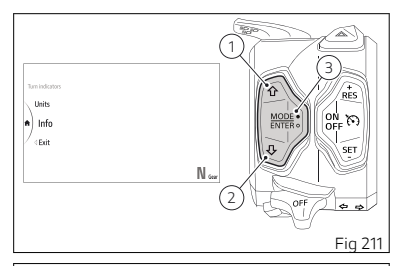 1
3
2
Turn indicators
Units
Info
Exit
N Gear
MODE
ENTER
+
RES
ON
OFF
SET
-
OFF
Fig 211